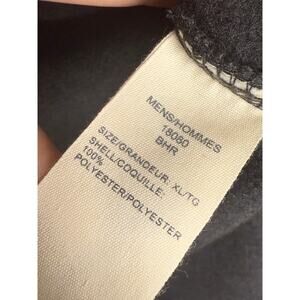 MENS/HOMMES
18080
BHR
SIZE/GRANDEUR: XL/TG
SHELL/COQUILLE:
100%
POLYESTER/POLYESTER